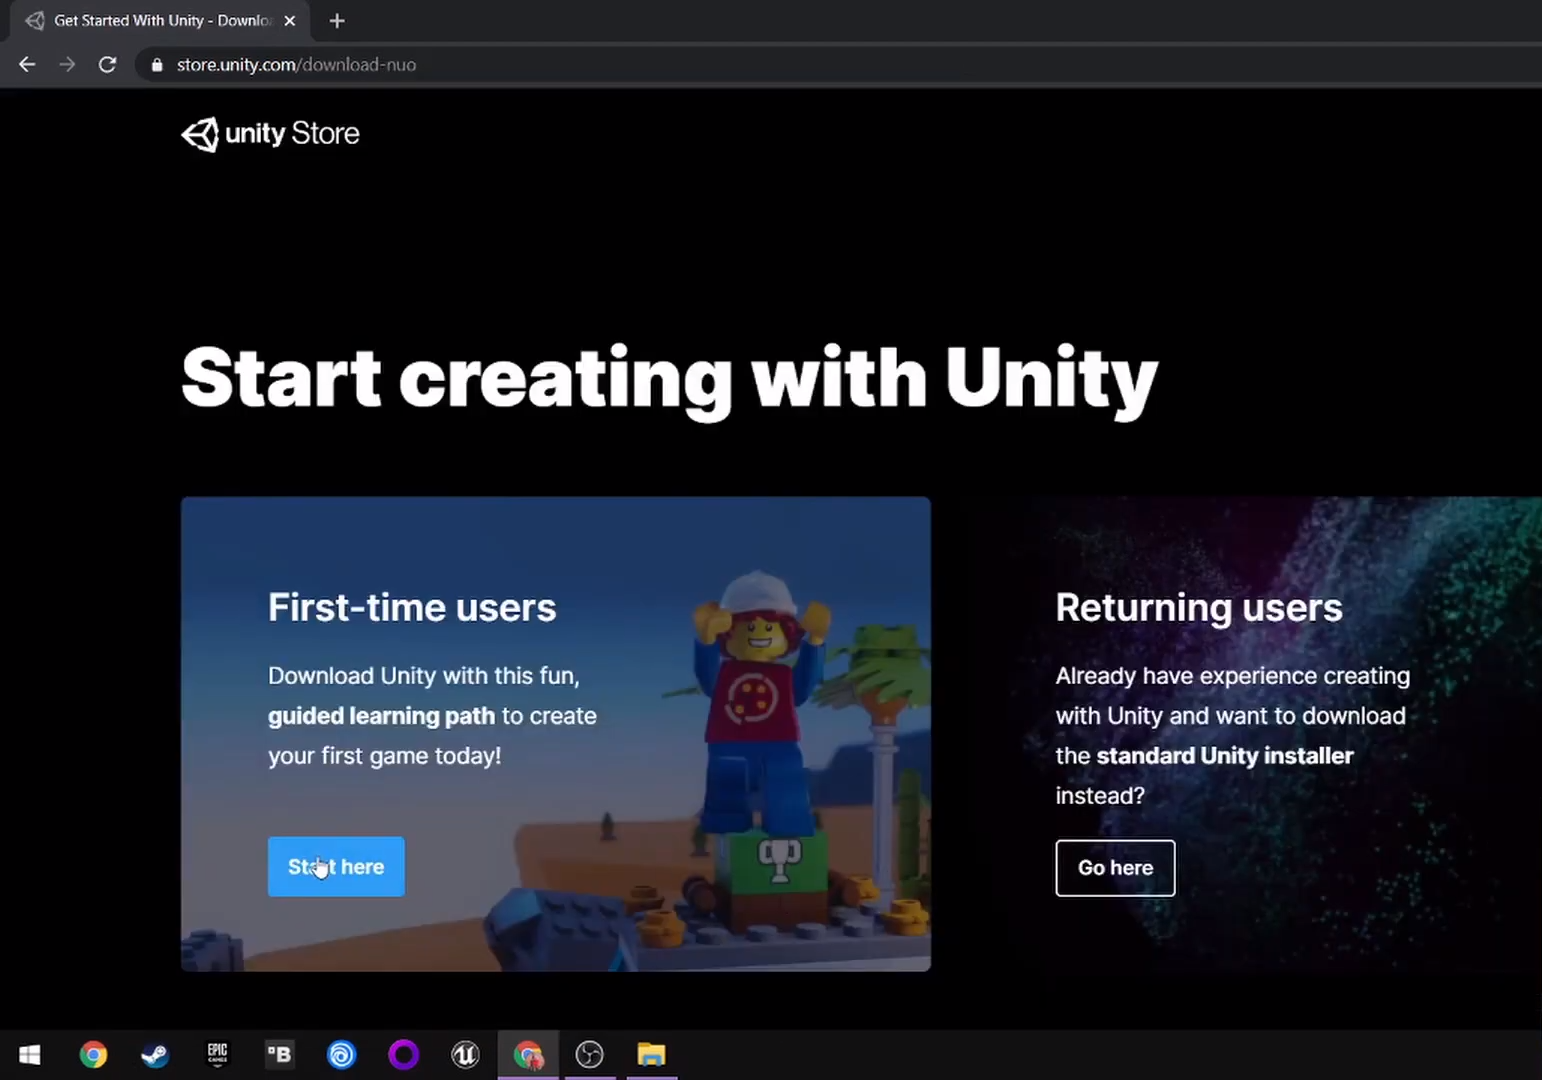 Get Started With Unity - Downlo
store.unity.com/download-nuo
unity Store
Start creating with Unity
First-time users
Download Unity with this fun,
guided learning path to create
your first game today!
Start here
Returning users
Already have experience creating
with Unity and want to download
the standard Unity installer
instead?
Go here
EPIC
GAMES
B